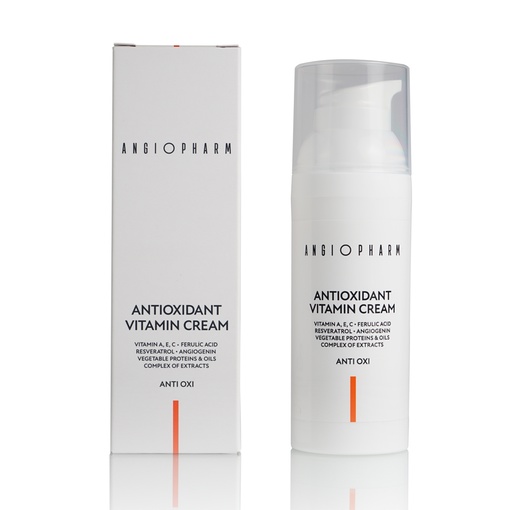 ANGIOPHARM
ANTIOXIDANT
VITAMIN CREAM
VITAMIN A, E, C • FERULIC ACID
RESVERATROL • ANGIOGENIN
VEGETABLE PROTEINS & OILS
COMPLEX OF EXTRACTS
ANTI OXI
ANGIOPHARM
ANTIOXIDANT
VITAMIN CREAM
VITAMIN A, E, C • FERULIC ACID
RESVERATROL • ANGIOGENIN
VEGETABLE PROTEINS & OILS
COMPLEX OF EXTRACTS
ANTI OXI